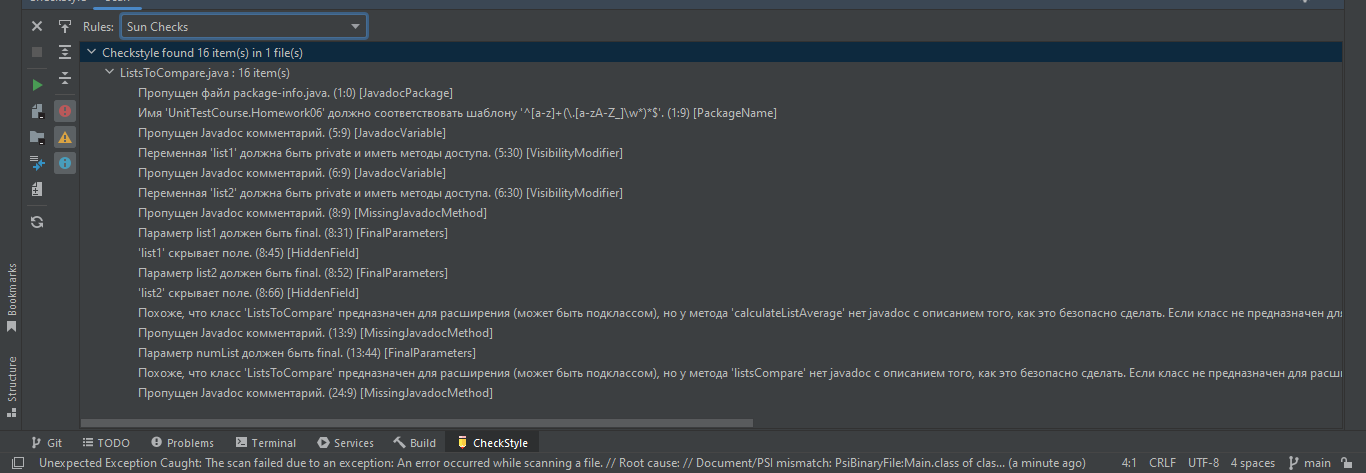 Rules: Sun Checks
Checkstyle found 16 item(s) in 1 file(s)
ListsToCompare.java : 16 item(s)
Пропущен файл package-info.java. (1:0) [JavadocPackage]
Имя 'UnitTestCourse.Homework06' должно соответствовать шаблону '^[a-z]+(\.[a-zA-Z_]\w*)*$'. (1:9) [PackageName]
Пропущен Javadoc комментарий. (5:9) [JavadocVariable]
Переменная 'list1' должна быть private и иметь методы доступа. (5:30) [VisibilityModifier]
Пропущен Javadoc комментарий. (6:9) [JavadocVariable]
Переменная 'list2' должна быть private и иметь методы доступа. (6:30) [VisibilityModifier]
Пропущен Javadoc комментарий. (8:9) [MissingJavadocMethod]
Параметр list1 должен быть final. (8:31) [FinalParameters]
'list1' скрывает поле. (8:45) [HiddenField]
Параметр list2 должен быть final. (8:52) [FinalParameters]
'list2' скрывает поле. (8:66) [HiddenField]
Похоже, что класс 'ListsToCompare' предназначен для расширения (может быть подклассом), но у метода 'calculateListAverage' нет javadoc с описанием того, как это безопасно сделать. Если класс не предназначен
Пропущен Javadoc комментарий. (13:9) [MissingJavadocMethod]
Параметр numList должен быть final. (13:44) [FinalParameters]
Похоже, что класс 'ListsToCompare' предназначен для расширения (может быть подклассом), но у метода 'listsCompare' нет javadoc с описанием того, как это безопасно сделать. Если класс не предназначен для
Пропущен Javadoc комментарий. (24:9) [MissingJavadocMethod]
Bookmarks
Structure
Git TODO Problems Terminal Services Build CheckStyle
Unexpected Exception Caught: The scan failed due to an exception: An error occurred while scanning a file. // Root cause: // Document/PSI mismatch: PsiBinaryFile:Main.class of clas... (a minute ago) 4:1 CRLF UTF-8 4 spaces main